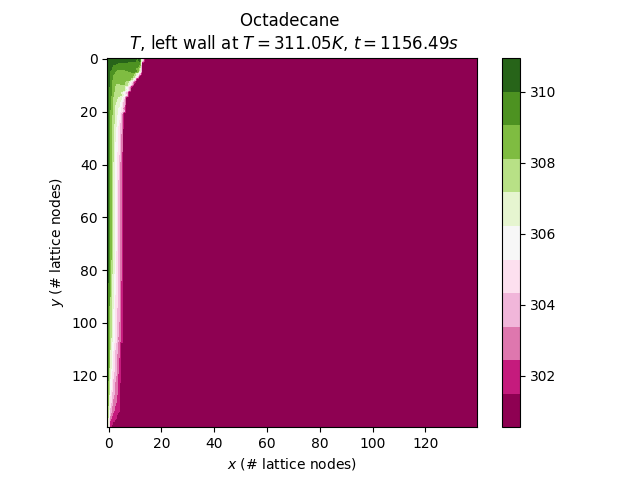 Octadecane
T, left wall at T = 311.05K, t = 1156.49s
0
20
40
60
80
100
120
y (# lattice nodes)
0 20 40 60 80 100 120
x (# lattice nodes)
310
308
306
304
302